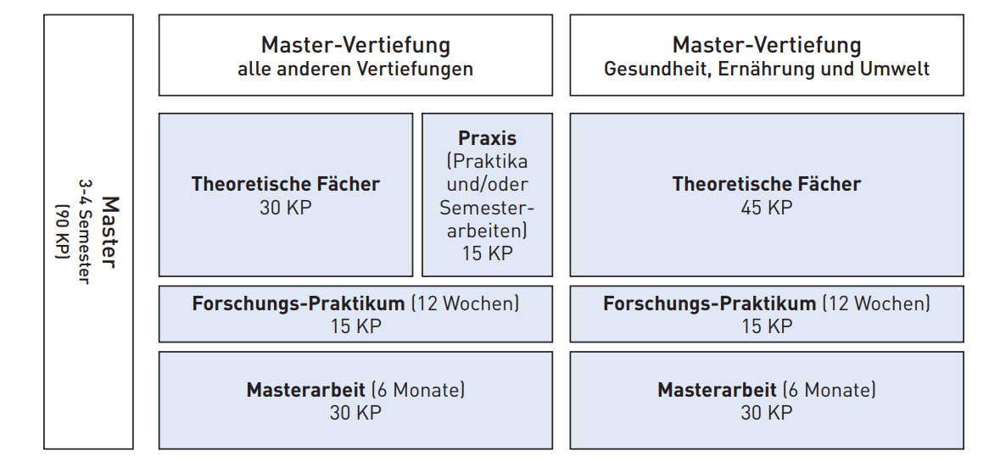 Master
3-4 Semester
(90 KP)
Master-Vertiefung
alle anderen Vertiefungen
Theoretische Fächer
30 KP
Praxis
(Praktika
und/oder
Semester-
arbeiten)
15 KP
Forschungs-Praktikum (12 Wochen)
15 KP
Masterarbeit (6 Monate)
30 KP
Master-Vertiefung
Gesundheit, Ernährung und Umwelt
Theoretische Fächer
45 KP
Forschungs-Praktikum (12 Wochen)
15 KP
Masterarbeit (6 Monate)
30 KP